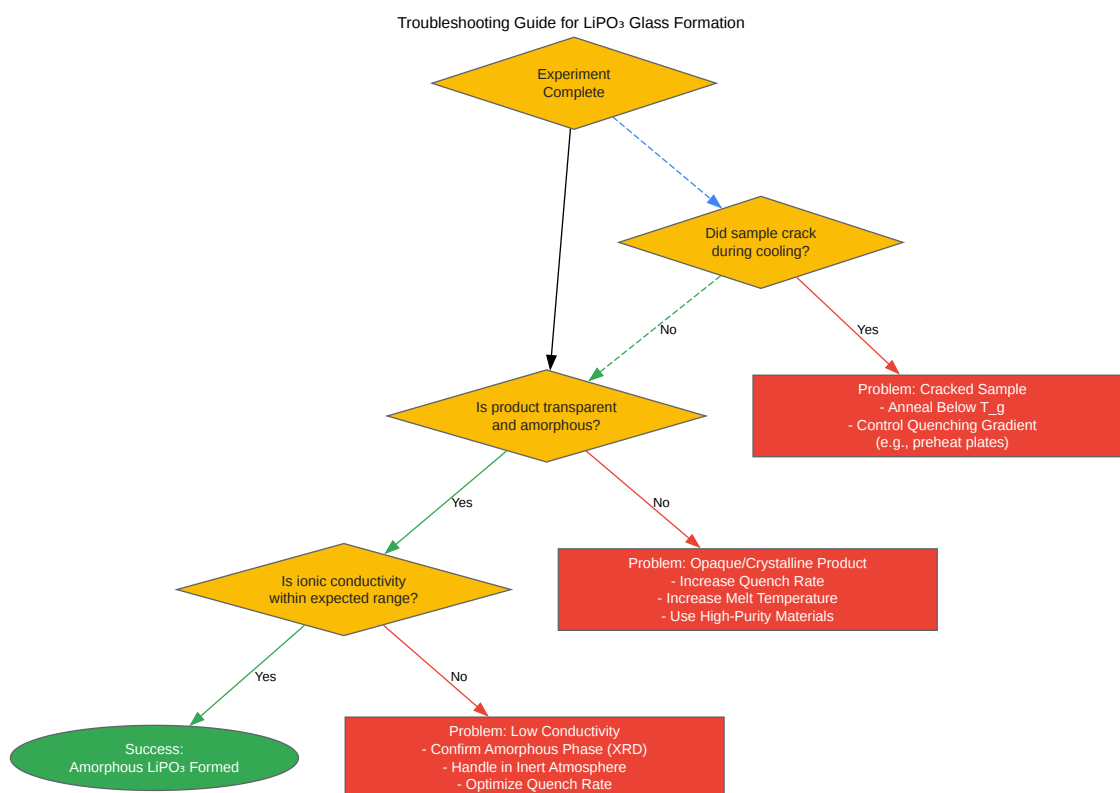 Troubleshooting Guide for LiPO₃ Glass Formation
Experiment
Complete
Did sample crack
during cooling?
No
Yes
Problem: Cracked Sample
- Anneal Below T_g
- Control Quenching Gradient
(e.g., preheat plates)
Is product transparent
and amorphous?
Yes
No
Problem: Opaque/Crystalline Product
- Increase Quench Rate
- Increase Melt Temperature
- Use High-Purity Materials
Is ionic conductivity
within expected range?
Yes
No
Success:
Amorphous LiPO₃ Formed
Problem: Low Conductivity
- Confirm Amorphous Phase (XRD)
- Handle in Inert Atmosphere
- Optimize Quench Rate